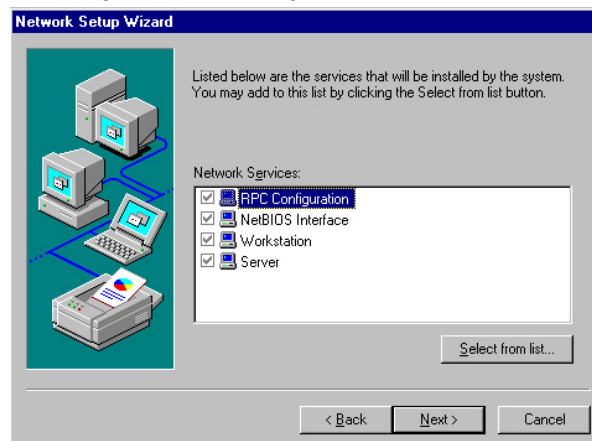 Network Setup Wizard
Listed below are the services that will be installed by the system.
You may add to this list by clicking the Select from list button.
Network Services:
RPC Configuration
NetBIOS Interface
Workstation
Server
Select from list...
< Back
Next >
Cancel